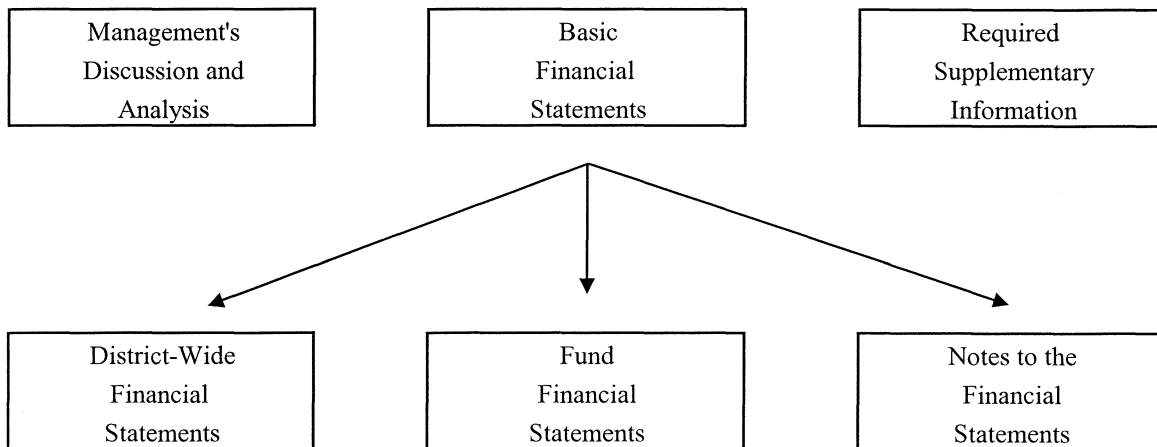 Management's
Discussion and
Analysis
Basic
Financial
Statements
Required
Supplementary
Information
District-Wide
Financial
Statements
Fund
Financial
Statements
Notes to the
Financial
Statements